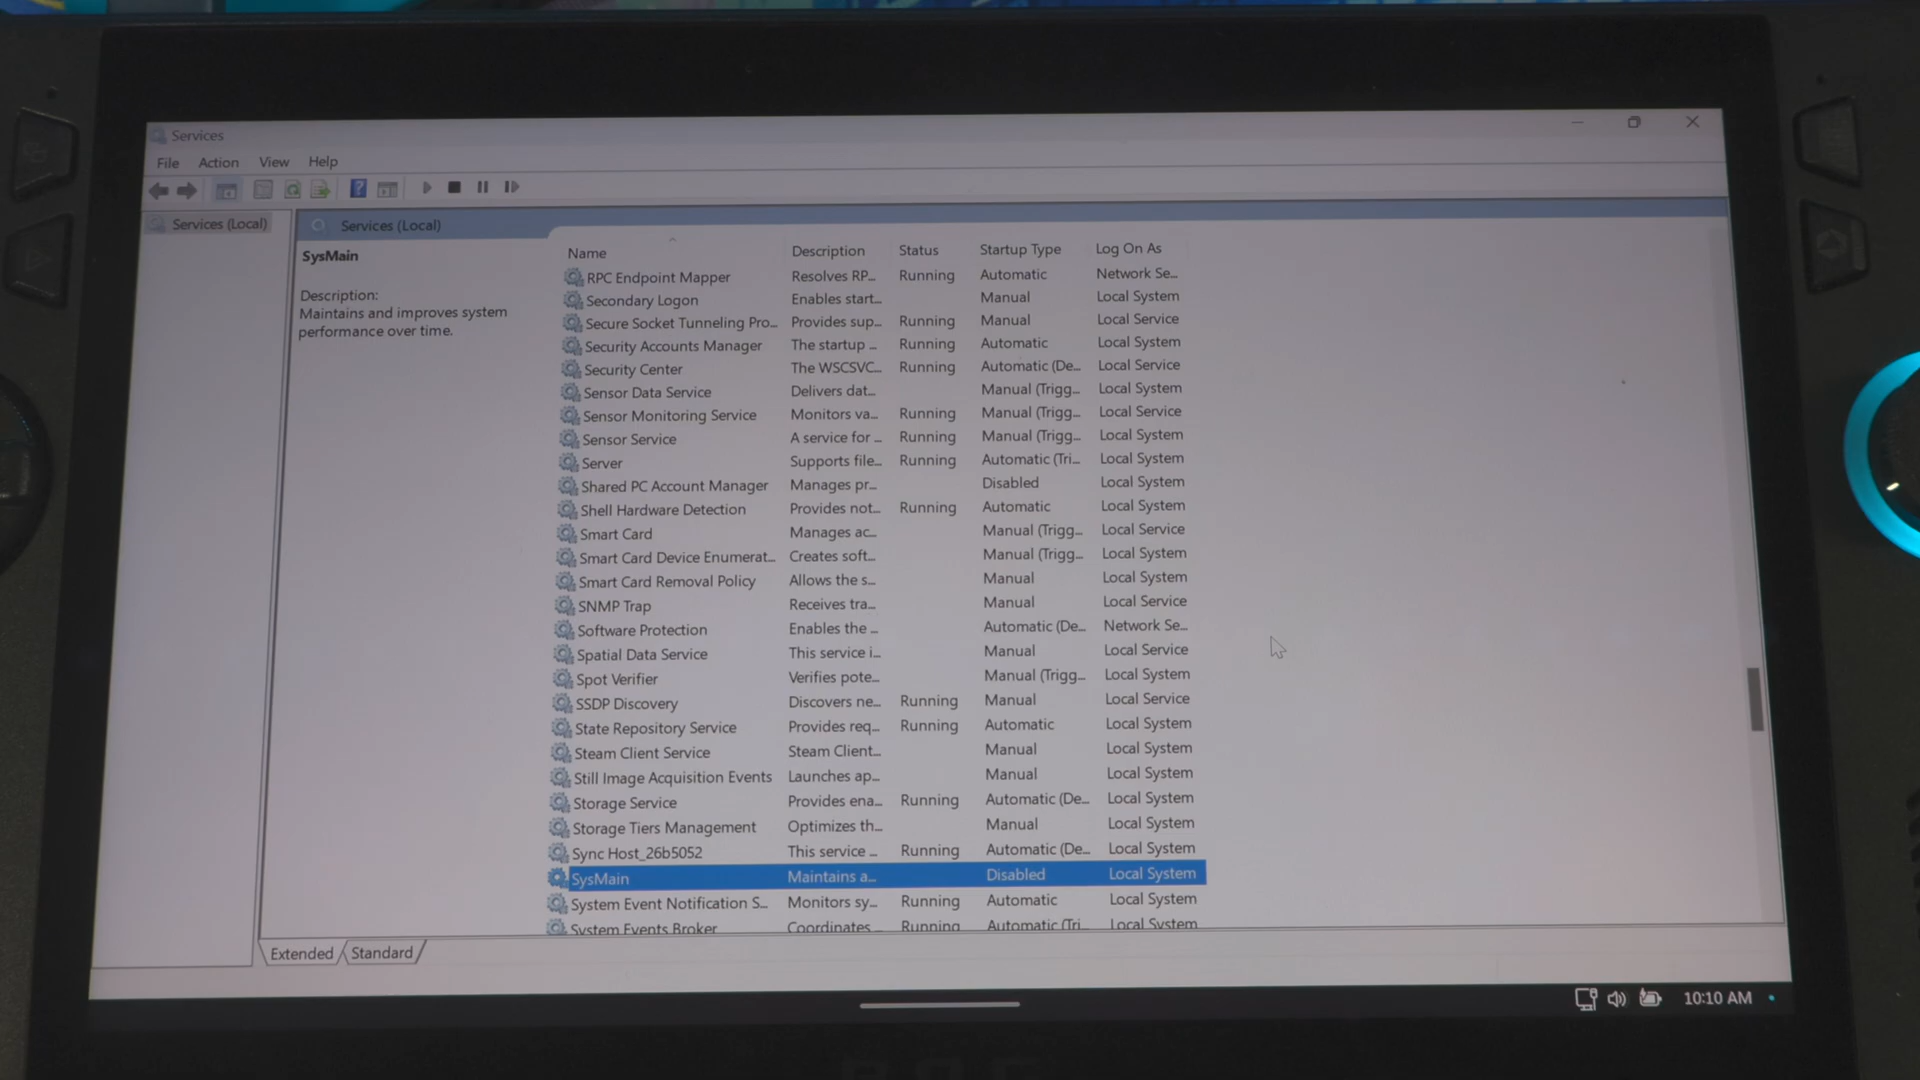 Services
File Action View Help
Services (Local)
Services (Local)
SysMain
Description:
Maintains and improves system
performance over time.
Name Description Status Startup Type Log On As
RPC Endpoint Mapper Resolves RP... Running Automatic Network Se...
Secondary Logon Enables start... Manual Local System
Secure Socket Tunneling Pro... Provides sup... Running Manual Local Service
Security Accounts Manager The startup ... Running Automatic Local System
Security Center The WSCSVC... Running Automatic (De... Local Service
Sensor Data Service Delivers dat... Manual (Trigg... Local System
Sensor Monitoring Service Monitors va... Running Manual (Trigg... Local Service
Sensor Service A service for ... Running Manual (Trigg... Local System
Server Supports file... Running Automatic (Tri... Local System
Shared PC Account Manager Manages pr... Disabled Local System
Shell Hardware Detection Provides not... Running Automatic Local System
Smart Card Manages ac... Manual (Trigg... Local Service
Smart Card Device Enumerat... Creates soft... Manual (Trigg... Local System
Smart Card Removal Policy Allows the s... Manual Local System
SNMP Trap Receives tra... Manual Local Service
Software Protection Enables the ... Automatic (De... Network Se...
Spatial Data Service This service i... Manual Local Service
Spot Verifier Verifies pote... Manual (Trigg... Local System
SSDP Discovery Discovers ne... Running Manual Local Service
State Repository Service Provides req... Running Automatic Local System
Steam Client Service Steam Client... Manual Local System
Still Image Acquisition Events Launches ap... Manual Local System
Storage Service Provides ena... Running Automatic (De... Local System
Storage Tiers Management Optimizes th... Manual Local System
Sync Host_26b5052 This service ... Running Automatic (De... Local System
SysMain Maintains a... Disabled Local System
System Event Notification S... Monitors sy... Running Automatic Local System
System Events Broker Coordinates ... Running Automatic (Tri... Local System
Extended Standard
10:10 AM